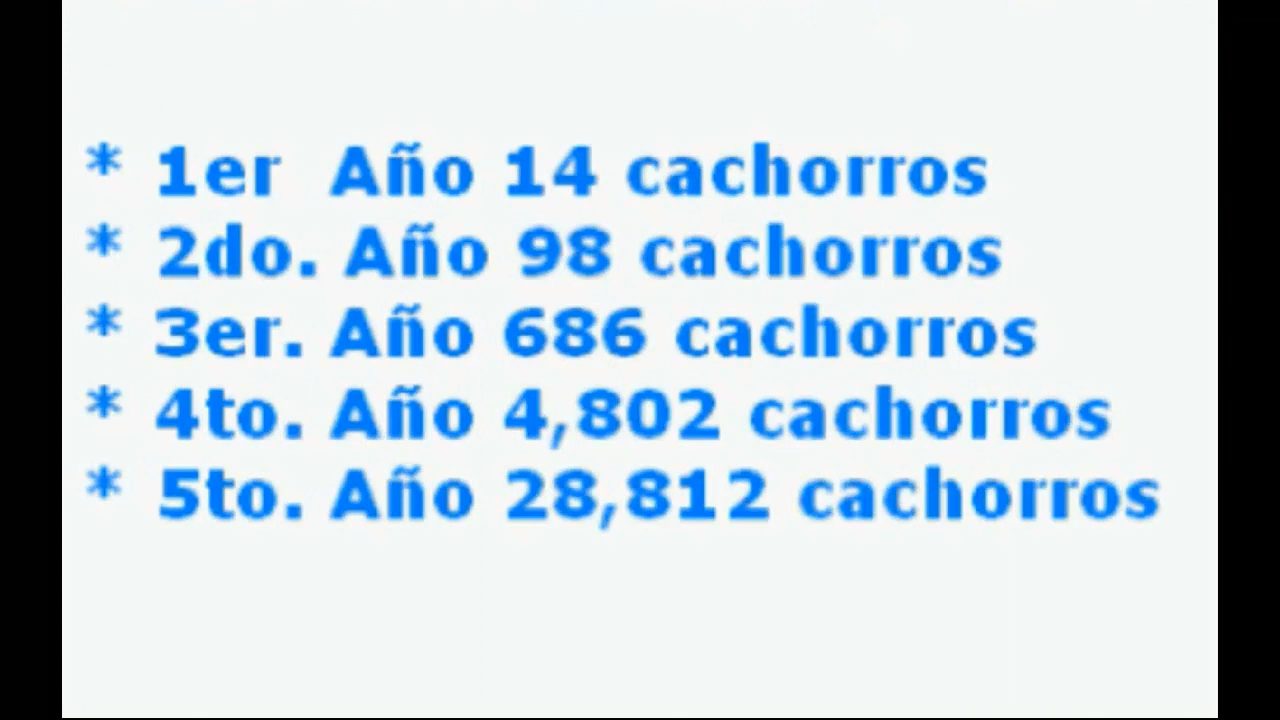 * 1er Año 14 cachorros
* 2do. Año 98 cachorros
* 3er. Año 686 cachorros
* 4to. Año 4,802 cachorros
* 5to. Año 28,812 cachorros